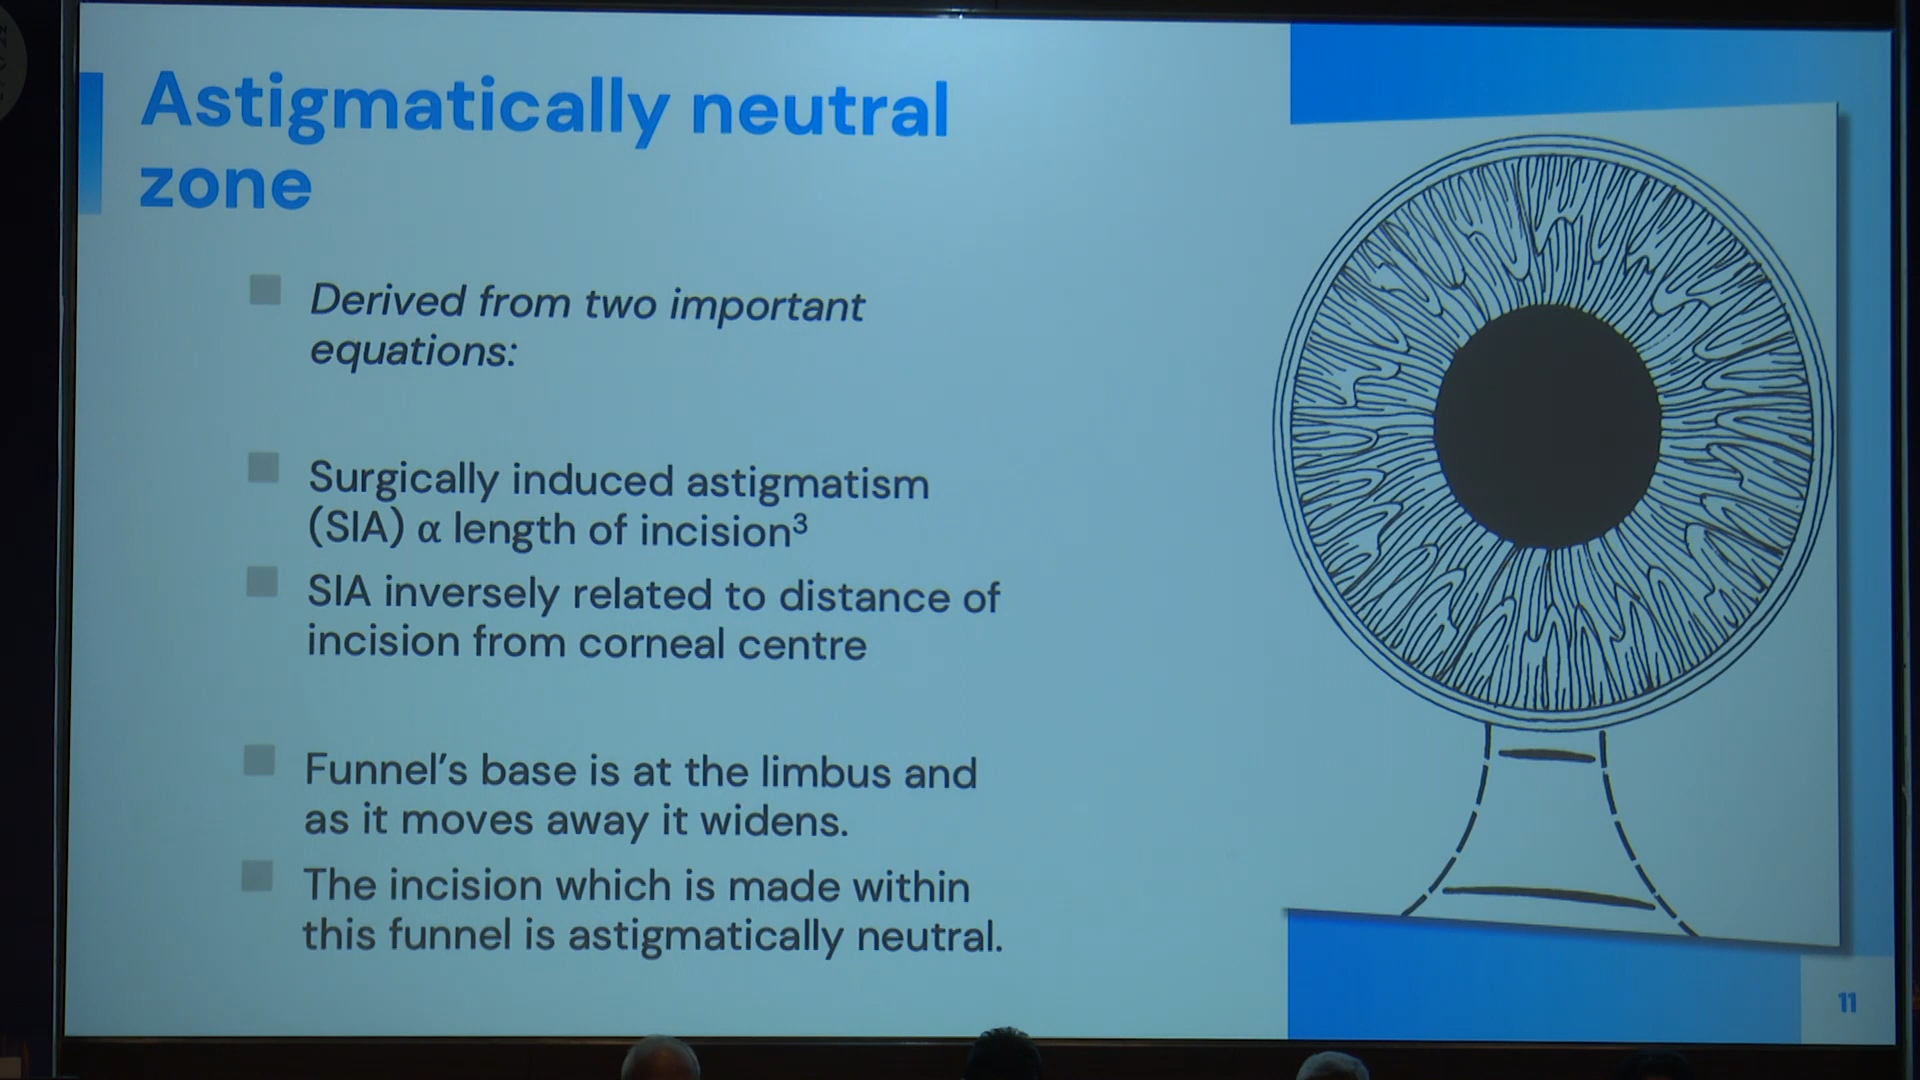 Astigmatically neutral
zone
Derived from two important
equations:
Surgically induced astigmatism
(SIA) α length of incision³
SIA inversely related to distance of
incision from corneal centre
Funnel's base is at the limbus and
as it moves away it widens.
The incision which is made within
this funnel is astigmatically neutral.
11